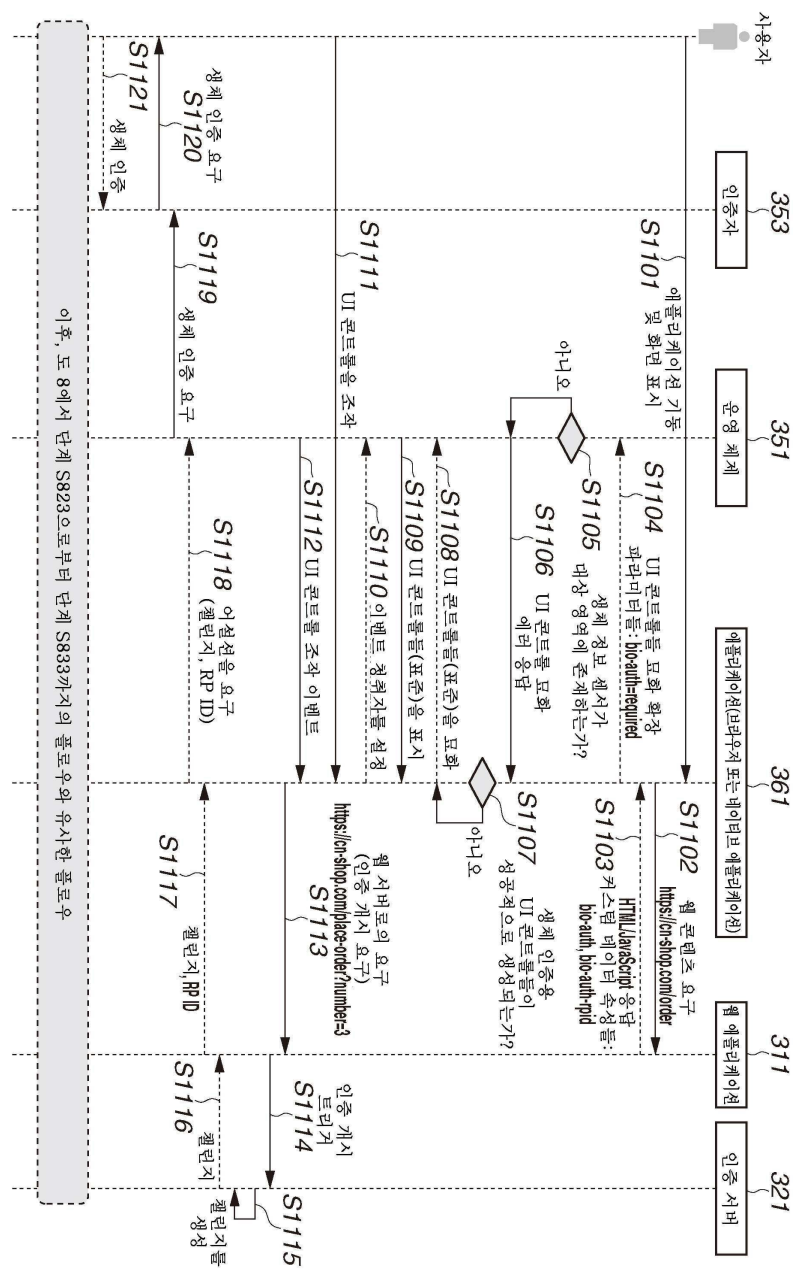 사용자
353
인증자
351
운영 체제
361
애플리케이션(브라우저 또는 네이티브 애플리케이션)
311
웹 애플리케이션
321
인증 서버
S1101
애플리케이션 기동
및 화면 표시
S1102
웹 콘텐츠 요구
https://cn-shop.com/order
S1103
HTML/JavaScript 응답
커스텀 데이터 속성들:
bio-auth, bio-auth-rpid
S1104
UI 콘트롤들 묘화 확장
파라미터들: bio-auth=required
S1105
생체 정보 센서가
대상 영역에 존재하는가?
아니오
S1106
UI 콘트롤 묘화
에러 응답
S1107
생체 인증용
UI 콘트롤들이
성공적으로 생성되는가?
아니오
S1108
UI 콘트롤들(표준)을 묘화
S1109
UI 콘트롤들(표준)을 표시
S1110
이벤트 청취자를 설정
S1111
UI 콘트롤을 조작
S1112
UI 콘트롤 조작 이벤트
S1113
웹 서버로의 요구
(인증 개시 요구)
https://cn-shop.com/place-order?number=3
S1114
인증 개시
트리거
S1115
챌린지를
생성
S1116
챌린지
S1117
챌린지, RP ID
S1118
어설션을 요구
(챌린지, RP ID)
S1119
생체 인증 요구
S1120
생체 인증 요구
S1121
생체 인증
이후, 도 8에서 단계 S823으로부터 단계 S833까지의 플로우와 유사한 플로우